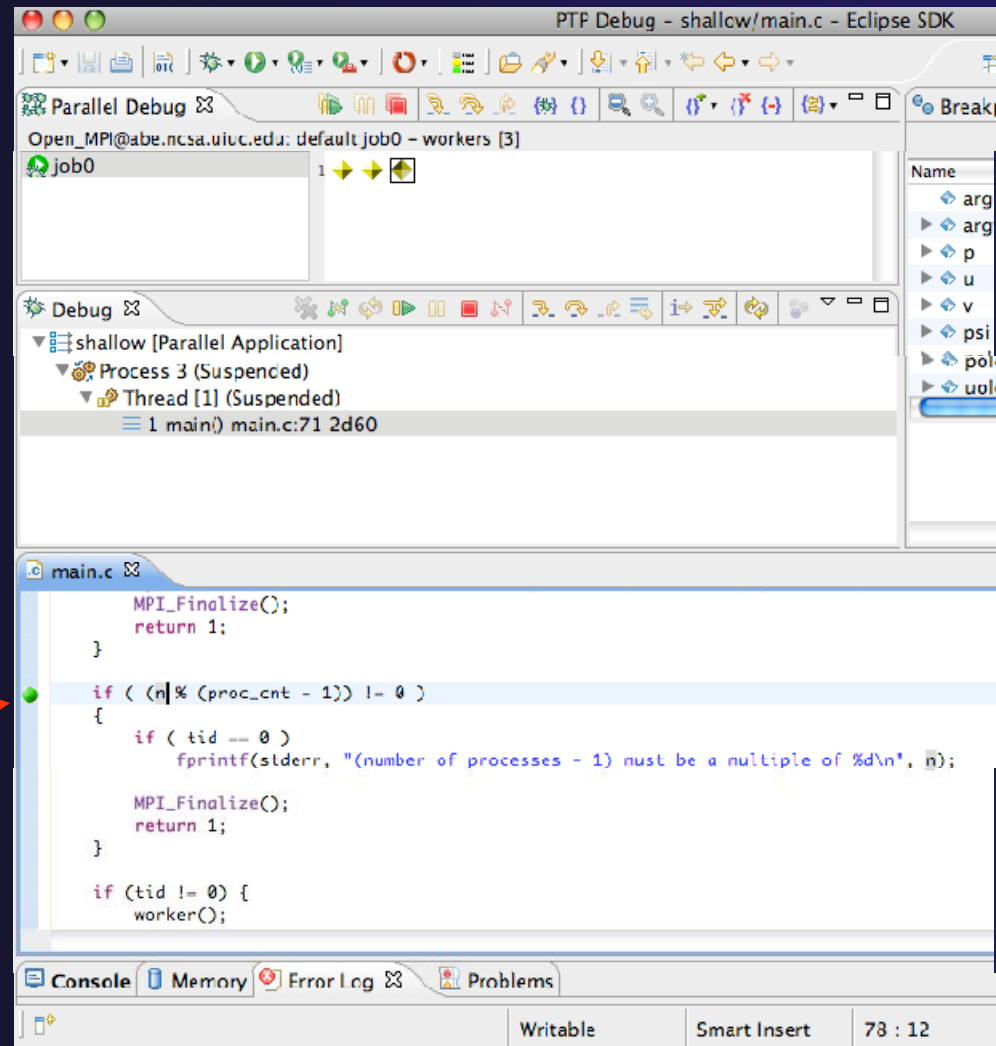 PTP Debug - shallow/main.c - Eclipse SDK
Parallel Debug
Open_MPI@abe.ncsa.uiuc.edu: default:job0 - workers [3]
job0
1
Debug
shallow [Parallel Application]
Process 3 (Suspended)
Thread [1] (Suspended)
1 main() main.c:71 2d60
Breakp
Name
arg
arg
p
u
v
psi
pol
uol
main.c
MPI_Finalize();
return 1;
}
if ( (n % (proc_cnt - 1)) != 0 )
{
if ( tid == 0 )
fprintf(stderr, "(number of processes - 1) must be a multiple of %d\n", n);
MPI_Finalize();
return 1;
}
if (tid != 0) {
worker();
Console
Memory
Error Log
Problems
Writable
Smart Insert
78 : 12